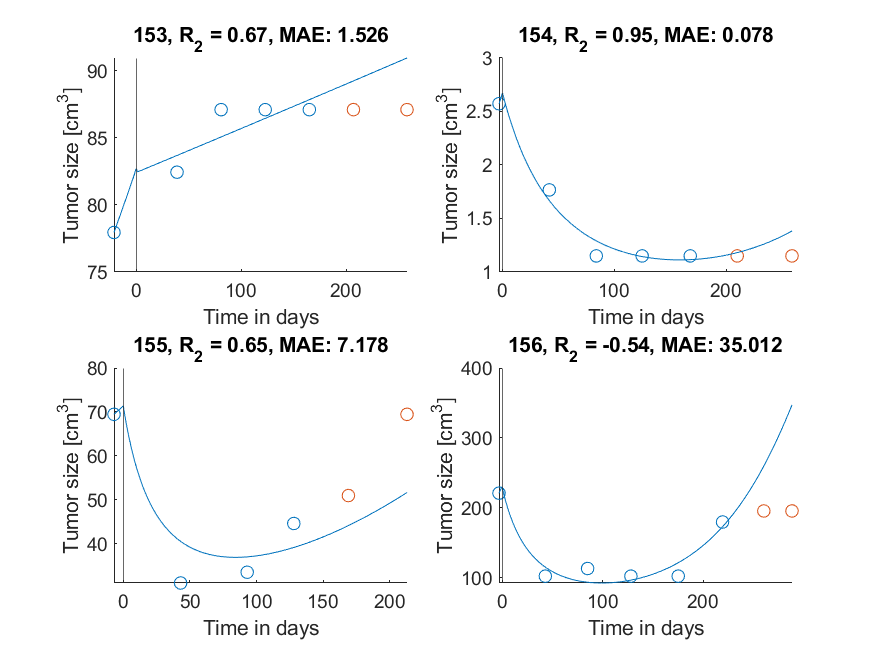 153, R₂ = 0.67, MAE: 1.526
Tumor size [cm³]
90
85
80
75
0
100
200
Time in days
154, R₂ = 0.95, MAE: 0.078
Tumor size [cm³]
3
2.5
2
1.5
1
0
100
200
Time in days
155, R₂ = 0.65, MAE: 7.178
Tumor size [cm³]
80
70
60
50
40
0
50
100
150
200
Time in days
156, R₂ = -0.54, MAE: 35.012
Tumor size [cm³]
400
300
200
100
0
100
200
Time in days